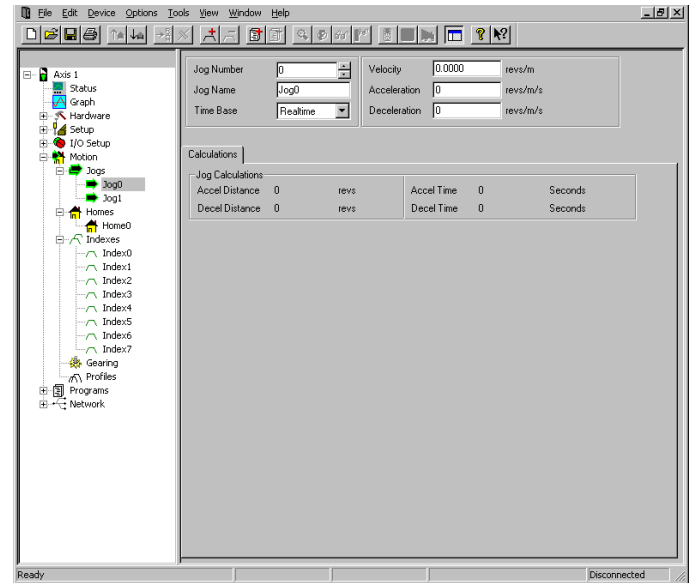 File Edit Device Options Tools View Window Help
Axis 1
Status
Graph
Hardware
Setup
I/O Setup
Motion
Jogs
Jog0
Jog1
Homes
Home0
Indexes
Index0
Index1
Index2
Index3
Index4
Index5
Index6
Index7
Gearing
Profiles
Programs
Network
Jog Number 0
Jog Name Jog0
Time Base Realtime
Velocity 0.0000 revs/m
Acceleration 0 revs/m/s
Deceleration 0 revs/m/s
Calculations
Jog Calculations
Accel Distance 0 revs Accel Time 0 Seconds
Decel Distance 0 revs Decel Time 0 Seconds
Ready Disconnected